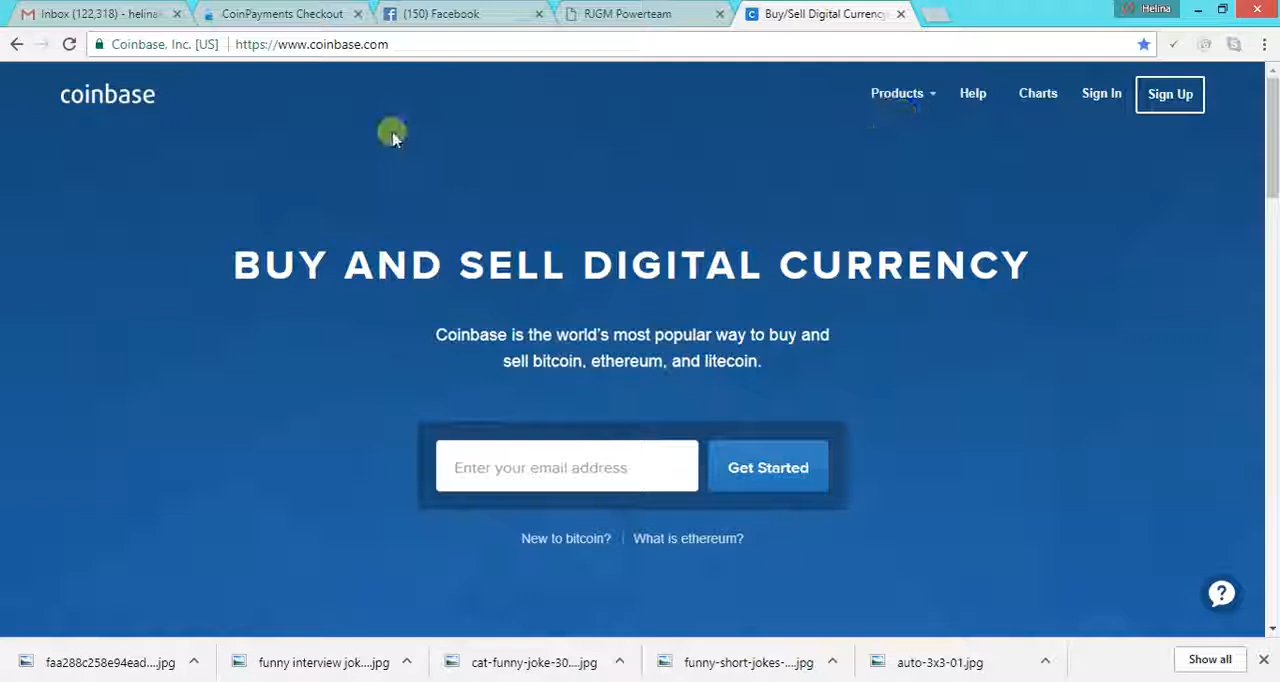 Inbox (122,318) - helina
CoinPayments Checkout
(150) Facebook
RJGM Powerteam
Buy/Sell Digital Currency
Helina
Coinbase, Inc. [US]
https://www.coinbase.com
coinbase
Products
Help
Charts
Sign In
Sign Up
BUY AND SELL DIGITAL CURRENCY
Coinbase is the world's most popular way to buy and
sell bitcoin, ethereum, and litecoin.
Enter your email address
Get Started
New to bitcoin?
What is ethereum?
?
faa288c258e94ead....jpg
funny interview jok....jpg
cat-funny-joke-30....jpg
funny-short-jokes-....jpg
auto-3x3-01.jpg
Show all